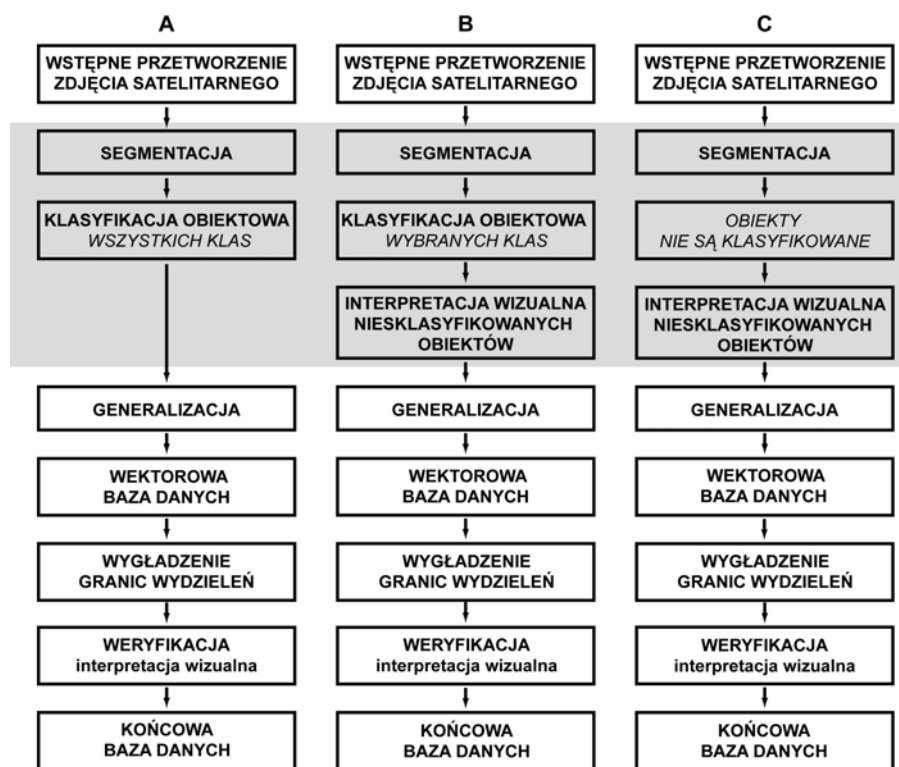 A
WSTĘPNE PRZETWORZENIE
ZDJĘCIA SATELITARNEGO
SEGMENTACJA
KLASYFIKACJA OBIEKTOWA
WSZYSTKICH KLAS
GENERALIZACJA
WEKTOROWA
BAZA DANYCH
WYGŁADZENIE
GRANIC WYDZIELEŃ
WERYFIKACJA
interpretacja wizualna
KOŃCOWA
BAZA DANYCH
B
WSTĘPNE PRZETWORZENIE
ZDJĘCIA SATELITARNEGO
SEGMENTACJA
KLASYFIKACJA OBIEKTOWA
WYBRANYCH KLAS
INTERPRETACJA WIZUALNA
NIESKLASYFIKOWANYCH
OBIEKTÓW
GENERALIZACJA
WEKTOROWA
BAZA DANYCH
WYGŁADZENIE
GRANIC WYDZIELEŃ
WERYFIKACJA
interpretacja wizualna
KOŃCOWA
BAZA DANYCH
C
WSTĘPNE PRZETWORZENIE
ZDJĘCIA SATELITARNEGO
SEGMENTACJA
OBIEKTY
NIE SĄ KLASYFIKOWANE
INTERPRETACJA WIZUALNA
NIESKLASYFIKOWANYCH
OBIEKTÓW
GENERALIZACJA
WEKTOROWA
BAZA DANYCH
WYGŁADZENIE
GRANIC WYDZIELEŃ
WERYFIKACJA
interpretacja wizualna
KOŃCOWA
BAZA DANYCH